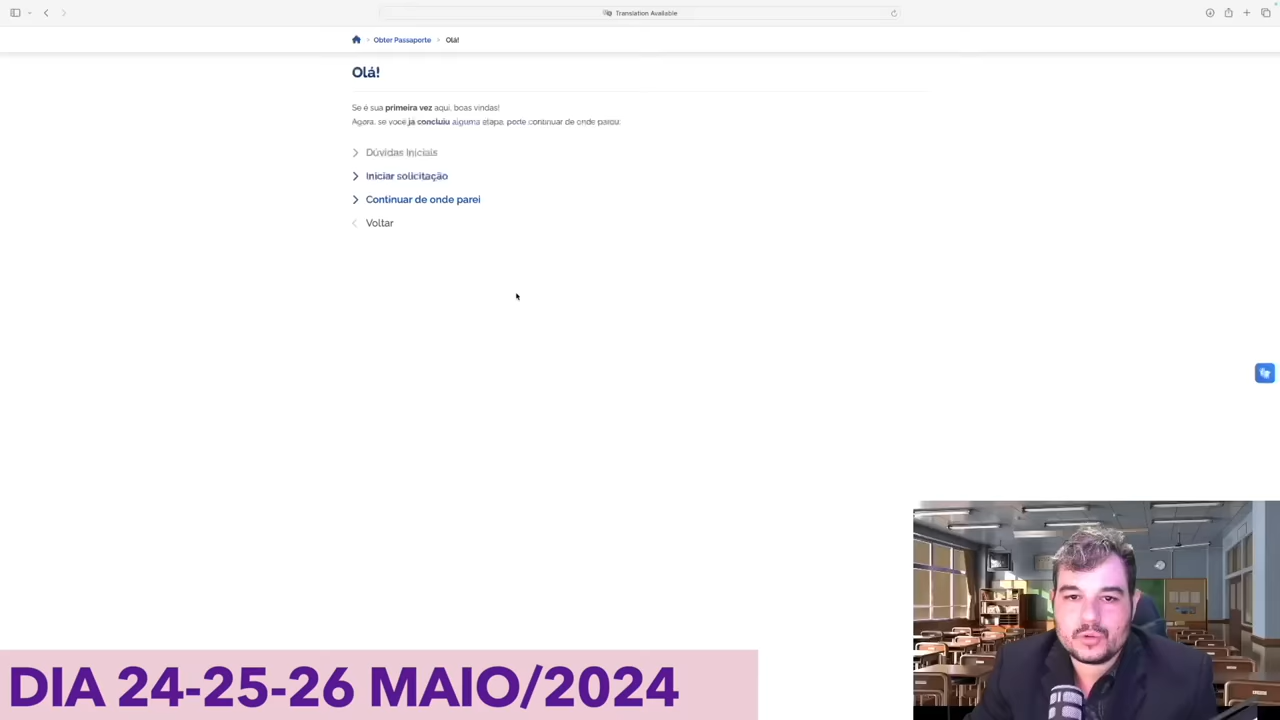 Translation Available
Obter Passaporte > Olá!
Olá!
Se é sua primeira vez aqui, boas vindas!
Agora, se você já concluiu alguma etapa, pode continuar de onde parou:
Dúvidas Iniciais
Iniciar solicitação
Continuar de onde parei
Voltar
DIA 24-25-26 MAIO/2024